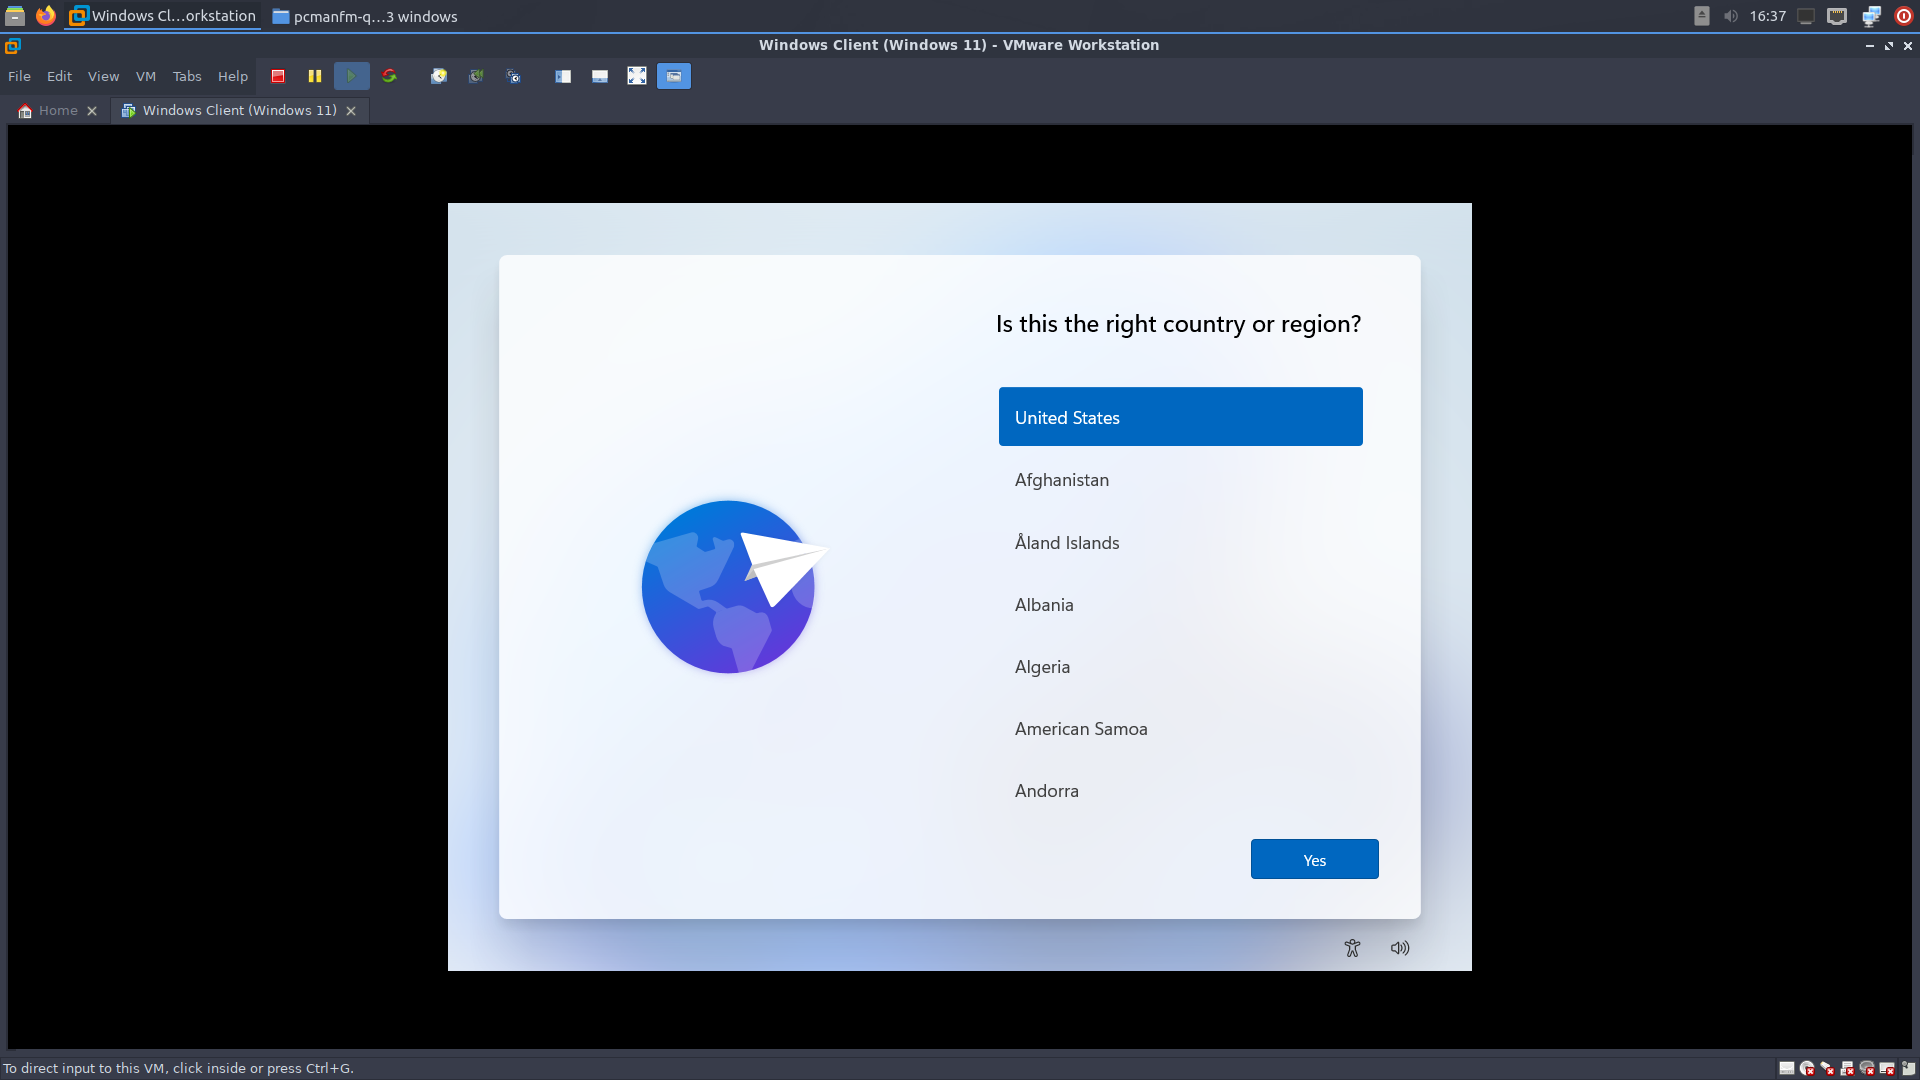 Windows Cl...orkstation
pcmanfm-q...3 windows
16:37
Windows Client (Windows 11) - VMware Workstation
File Edit View VM Tabs Help
Home
Windows Client (Windows 11)
Is this the right country or region?
United States
Afghanistan
Åland Islands
Albania
Algeria
American Samoa
Andorra
Yes
To direct input to this VM, click inside or press Ctrl+G.